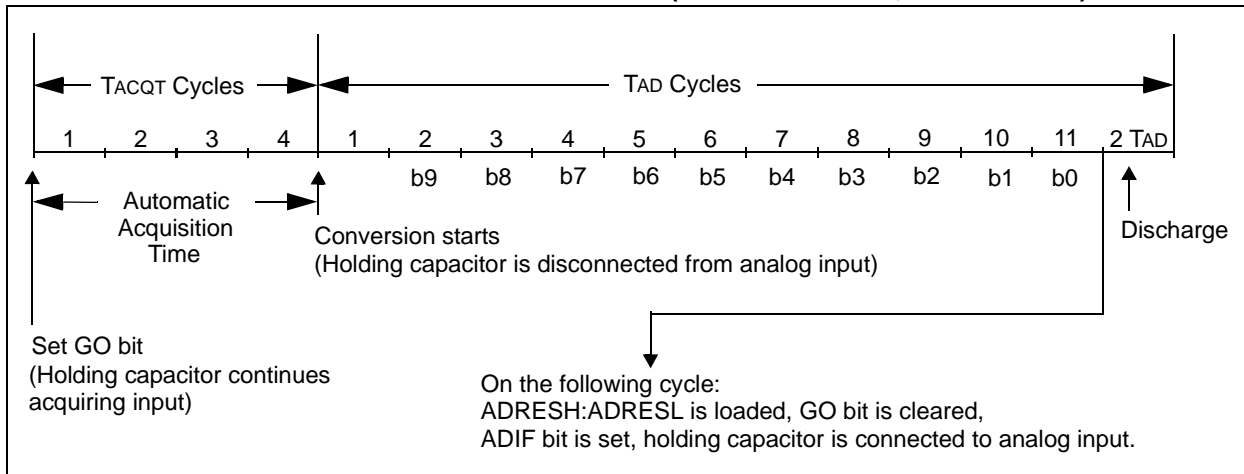 TACQT Cycles TAD Cycles
1 2 3 4 1 2 3 4 5 6 7 8 9 10 11 2 TAD
b9 b8 b7 b6 b5 b4 b3 b2 b1 b0
Automatic
Acquisition
Time
Conversion starts
(Holding capacitor is disconnected from analog input)
Discharge
Set GO bit
(Holding capacitor continues
acquiring input)
On the following cycle:
ADRESH:ADRESL is loaded, GO bit is cleared,
ADIF bit is set, holding capacitor is connected to analog input.